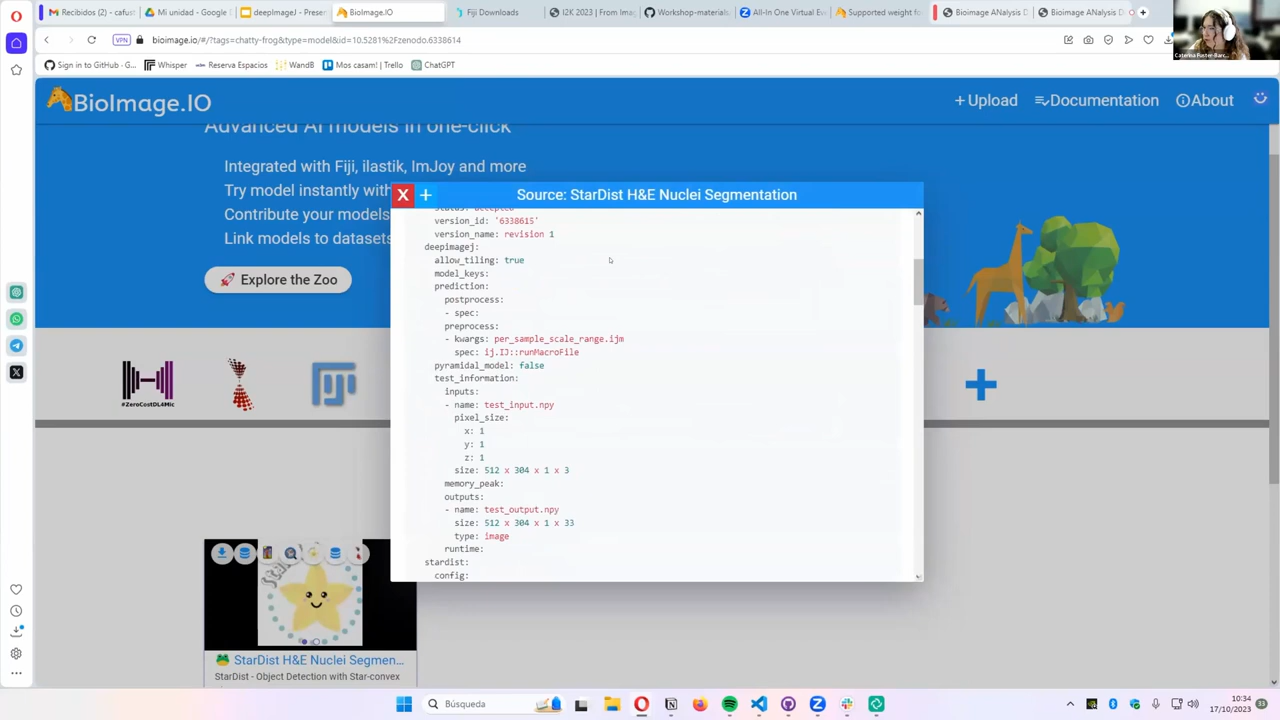 Recibidos (2) - cafust
Mi unidad - Google D
deepImageJ - Presen
BioImage.IO
Fiji Downloads
I2K 2023 | From Imag
Workshop-materials
All-In One Virtual Ev
Supported weight fo
Bioimage ANalysis D
Bioimage ANalysis D
VPN
bioimage.io/#/?tags=chatty-frog&type=model&id=10.5281%2Fzenodo.6338614
Sign in to GitHub · G...
Whisper
Reserva Espacios
WandB
Mos casam! | Trello
ChatGPT
BioImage.IO
+ Upload
Documentation
About
Advanced AI models in one-click
Integrated with Fiji, ilastik, ImJoy and more
Try model instantly with
Contribute your models
Link models to datasets
Explore the Zoo
#ZeroCostDL4Mic
X + Source: StarDist H&E Nuclei Segmentation
status: accepted
version_id: '6338615'
version_name: revision 1
deepimagej:
allow_tiling: true
model_keys:
prediction:
postprocess:
- spec:
preprocess:
- kwargs: per_sample_scale_range.ijm
spec: ij.IJ::runMacroFile
pyramidal_model: false
test_information:
inputs:
- name: test_input.npy
pixel_size:
x: 1
y: 1
z: 1
size: 512 x 304 x 1 x 3
memory_peak:
outputs:
- name: test_output.npy
size: 512 x 304 x 1 x 33
type: image
runtime:
stardist:
config:
StarDist H&E Nuclei Segmen...
StarDist - Object Detection with Star-convex
Búsqueda
10:34
17/10/2023
33